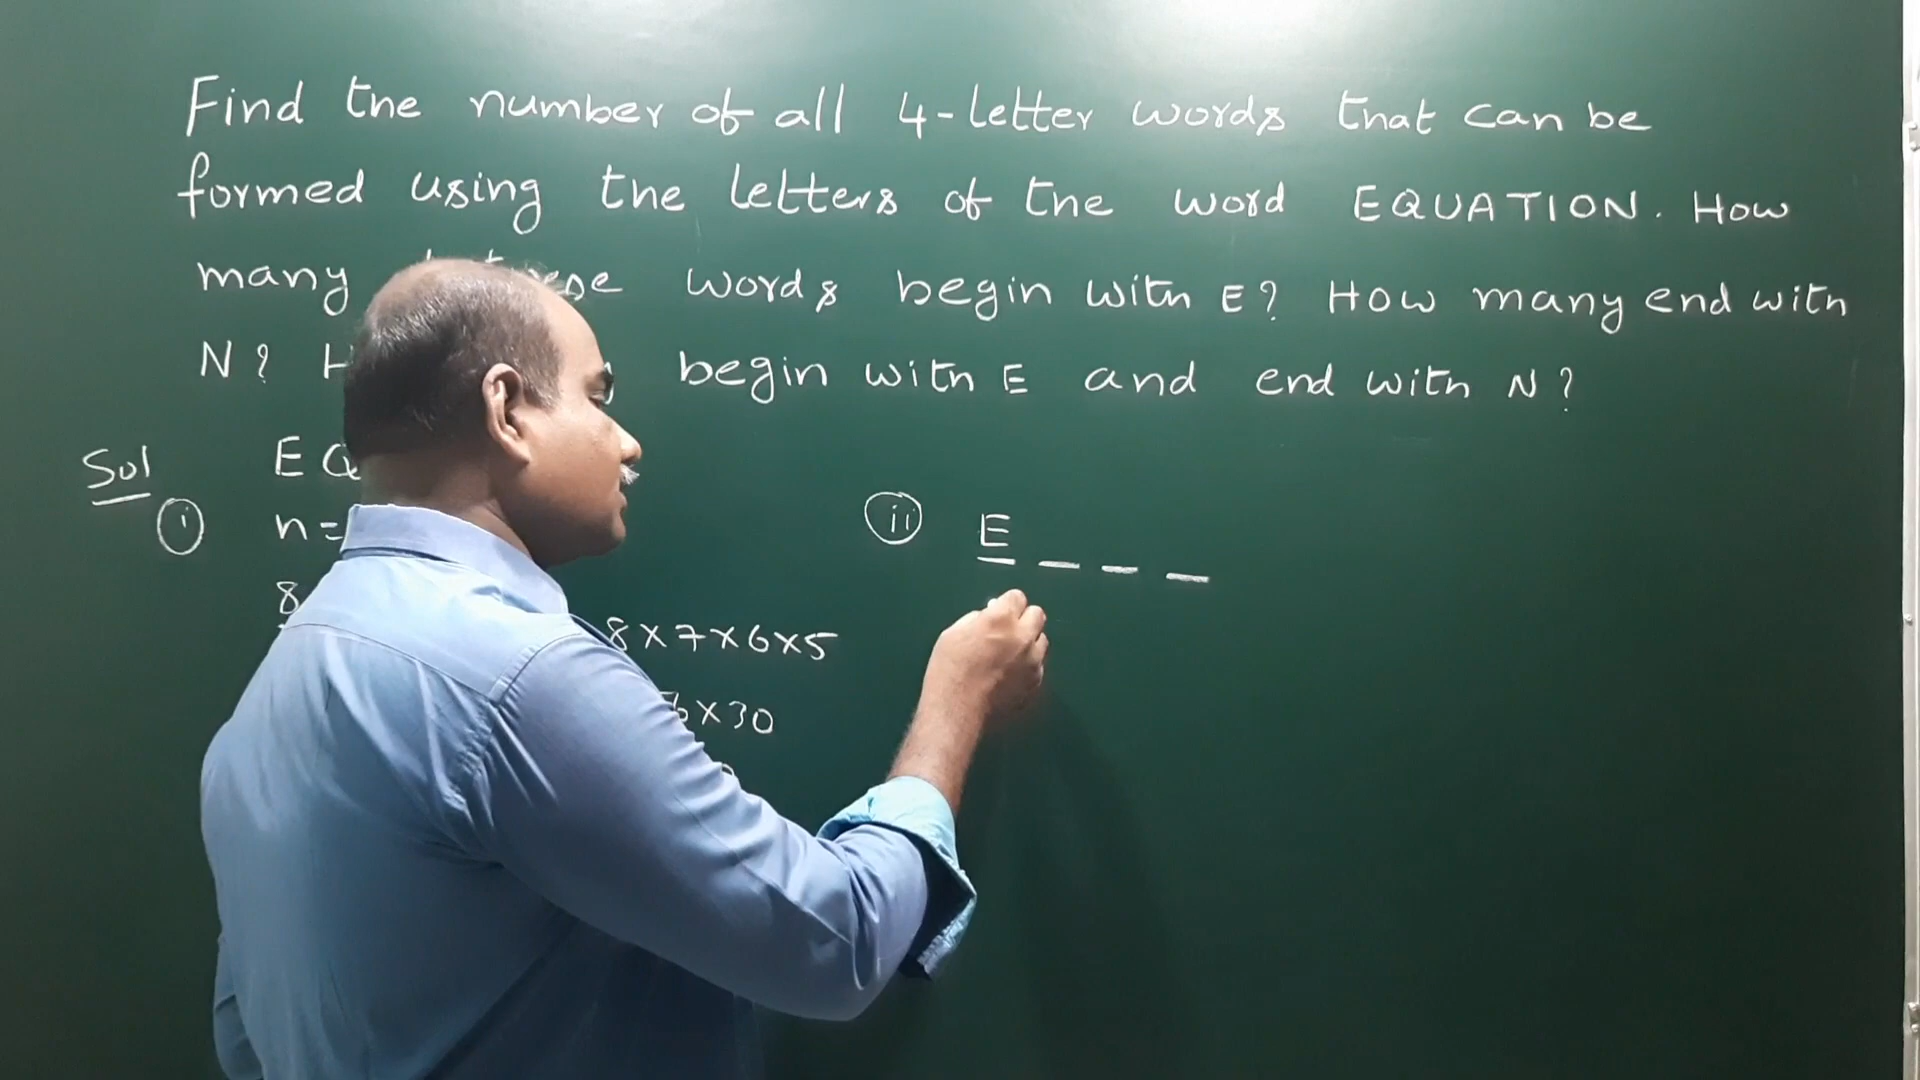 Find the number of all 4-letter words that can be
formed using the letters of the word EQUATION. How
many words begin with E? How many end with
N? begin with E and end with N?
Sol EQ
(i) n=
8
8×7×6×5
6×30
(ii) E _ _ _